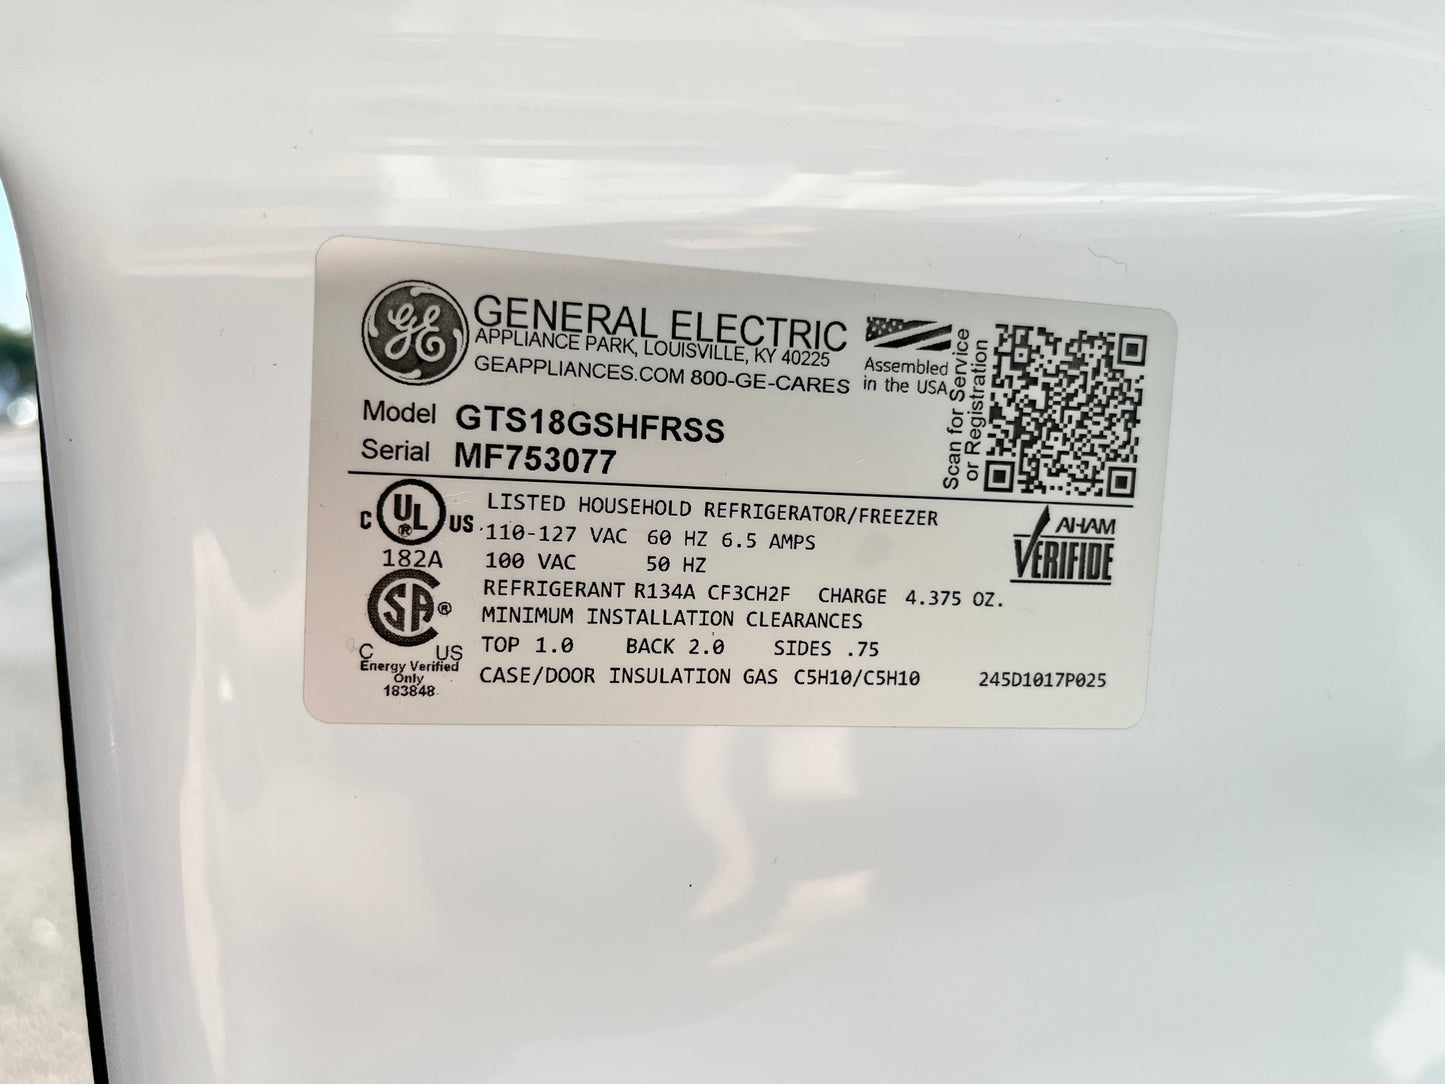 GE GENERAL ELECTRIC
APPLIANCE PARK, LOUISVILLE, KY 40225
GEAPPLIANCES.COM 800-GE-CARES
Assembled
in the USA
Scan for Service
or Registration
Model GTS18GSHFRSS
Serial MF753077
C UL ® US
182A
LISTED HOUSEHOLD REFRIGERATOR/FREEZER
110-127 VAC 60 HZ 6.5 AMPS
100 VAC 50 HZ
AHAM
VERIFIDE
REFRIGERANT R134A CF3CH2F CHARGE 4.375 OZ.
MINIMUM INSTALLATION CLEARANCES
TOP 1.0 BACK 2.0 SIDES .75
CASE/DOOR INSULATION GAS C5H10/C5H10 245D1017P025
CSA ®
C US
Energy Verified
Only
183848